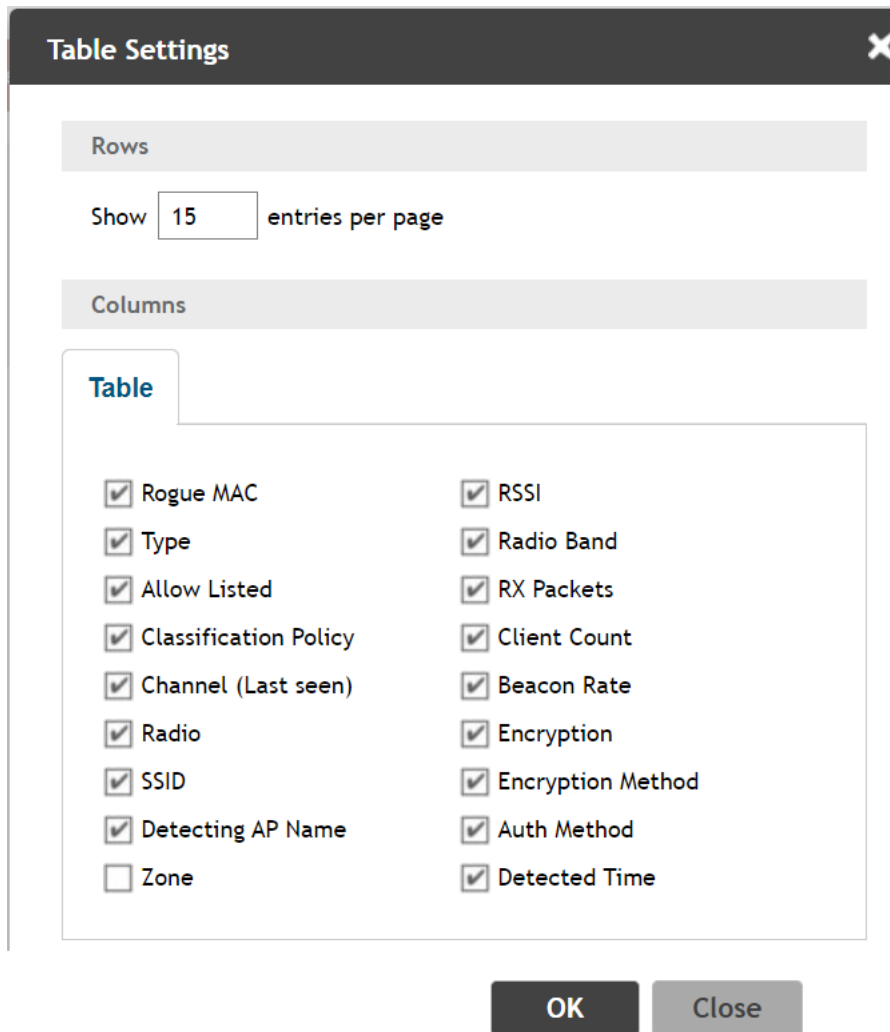 Table Settings
Rows
Show 15 entries per page
Columns
Table
Rogue MAC
Type
Allow Listed
Classification Policy
Channel (Last seen)
Radio
SSID
Detecting AP Name
Zone
RSSI
Radio Band
RX Packets
Client Count
Beacon Rate
Encryption
Encryption Method
Auth Method
Detected Time
OK
Close